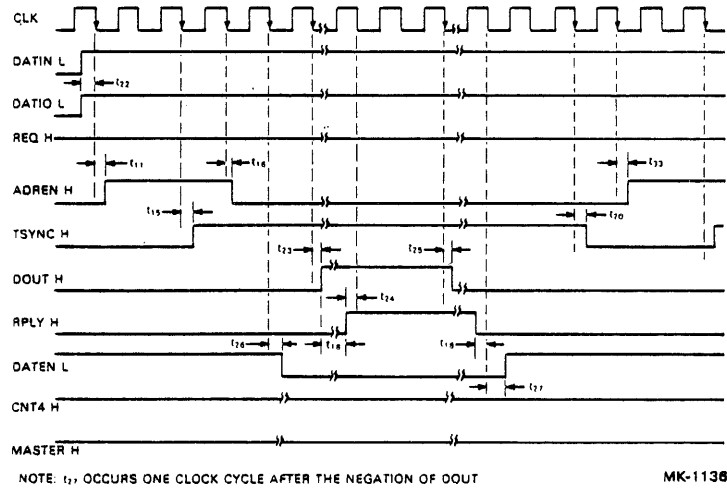 CLK
DATIN L
t22
DATIO L
REQ H
t11
t16
t33
ADREN H
t15
t20
TSYNC H
t23
t25
DOUT H
t24
RPLY H
t26
t18
t19
DATEN L
t27
CNT4 H
MASTER H
NOTE: t27 OCCURS ONE CLOCK CYCLE AFTER THE NEGATION OF DOUT
MK-1136